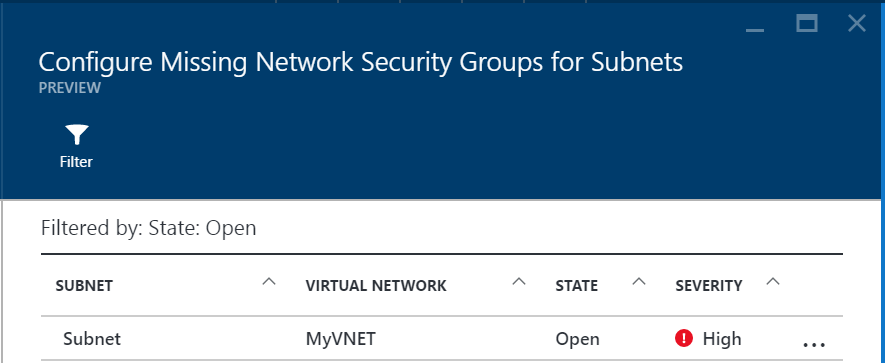 Configure Missing Network Security Groups for Subnets
PREVIEW
Filter
Filtered by: State: Open
SUBNET VIRTUAL NETWORK STATE SEVERITY
Subnet MyVNET Open High ...